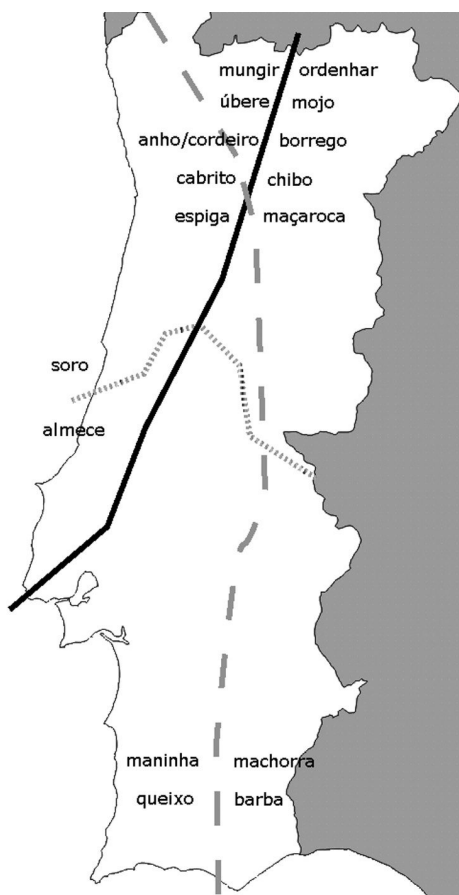 mungir ordenhar
úbere mojo
anho/cordeiro borrego
cabrito chibo
espiga maçaroca
soro
almece
maninha machorra
queixo barba